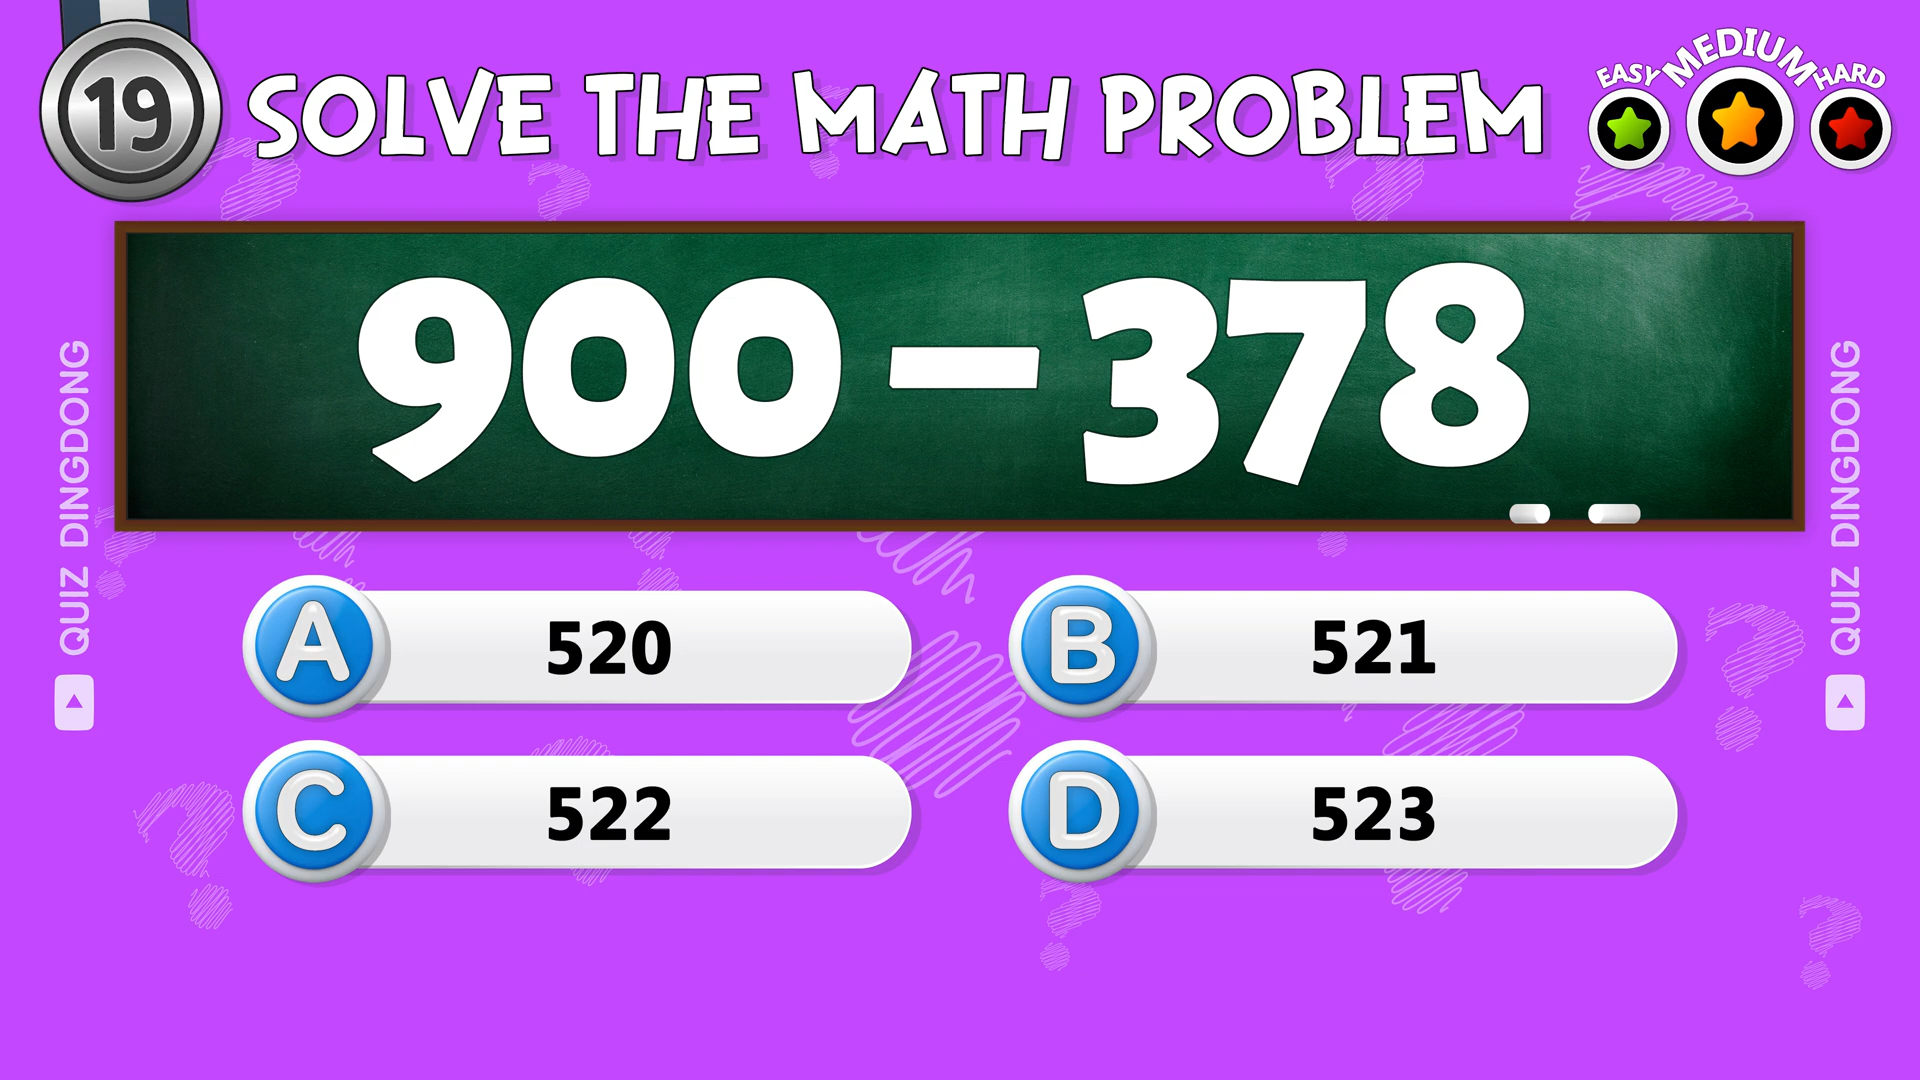 19
SOLVE THE MATH PROBLEM
EASY MEDIUM HARD
900 – 378
A 520
B 521
C 522
D 523
QUIZ DINGDONG
QUIZ DINGDONG